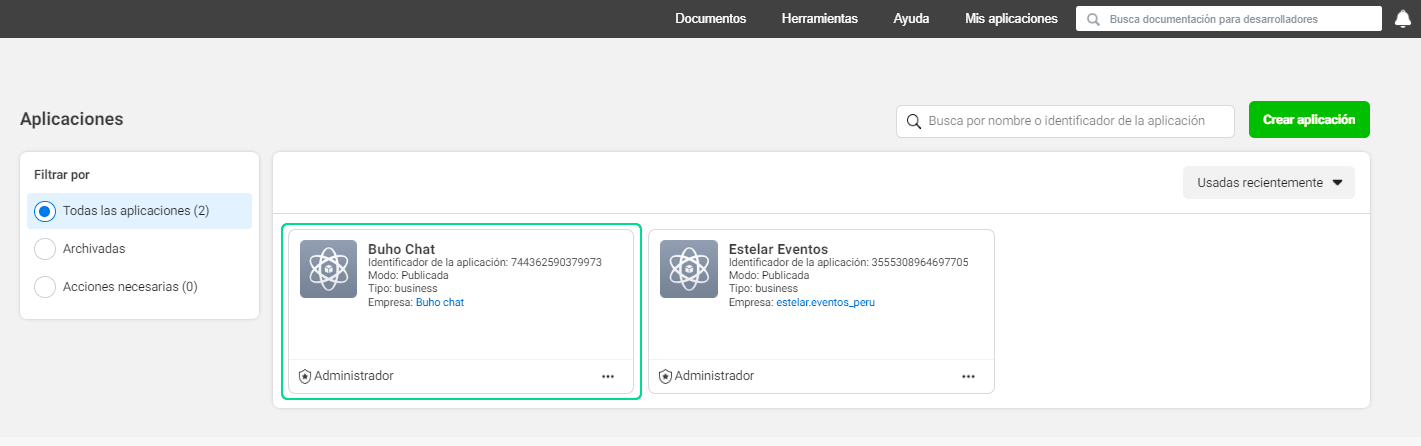 Documentos Herramientas Ayuda Mis aplicaciones Busca documentación para desarrolladores
Aplicaciones
Busca por nombre o identificador de la aplicación
Crear aplicación
Filtrar por
Todas las aplicaciones (2)
Archivadas
Acciones necesarias (0)
Usadas recientemente
Buho Chat
Identificador de la aplicación: 744362590379973
Modo: Publicada
Tipo: business
Empresa: Buho chat
Administrador
Estelar Eventos
Identificador de la aplicación: 3555308964697705
Modo: Publicada
Tipo: business
Empresa: estelar.eventos_peru
Administrador